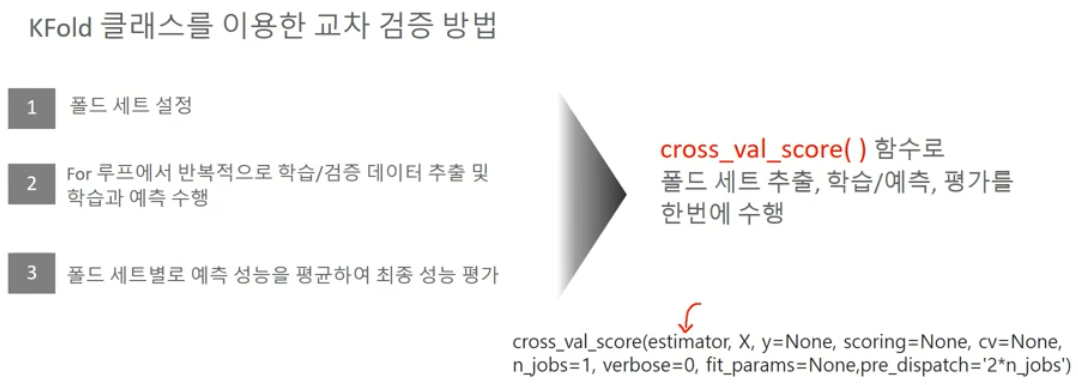 KFold 클래스를 이용한 교차 검증 방법
1 폴드 세트 설정
2 For 루프에서 반복적으로 학습/검증 데이터 추출 및
학습과 예측 수행
3 폴드 세트별로 예측 성능을 평균하여 최종 성능 평가
cross_val_score( ) 함수로
폴드 세트 추출, 학습/예측, 평가를
한번에 수행
cross_val_score(estimator, X, y=None, scoring=None, cv=None,
n_jobs=1, verbose=0, fit_params=None,pre_dispatch='2*n_jobs')